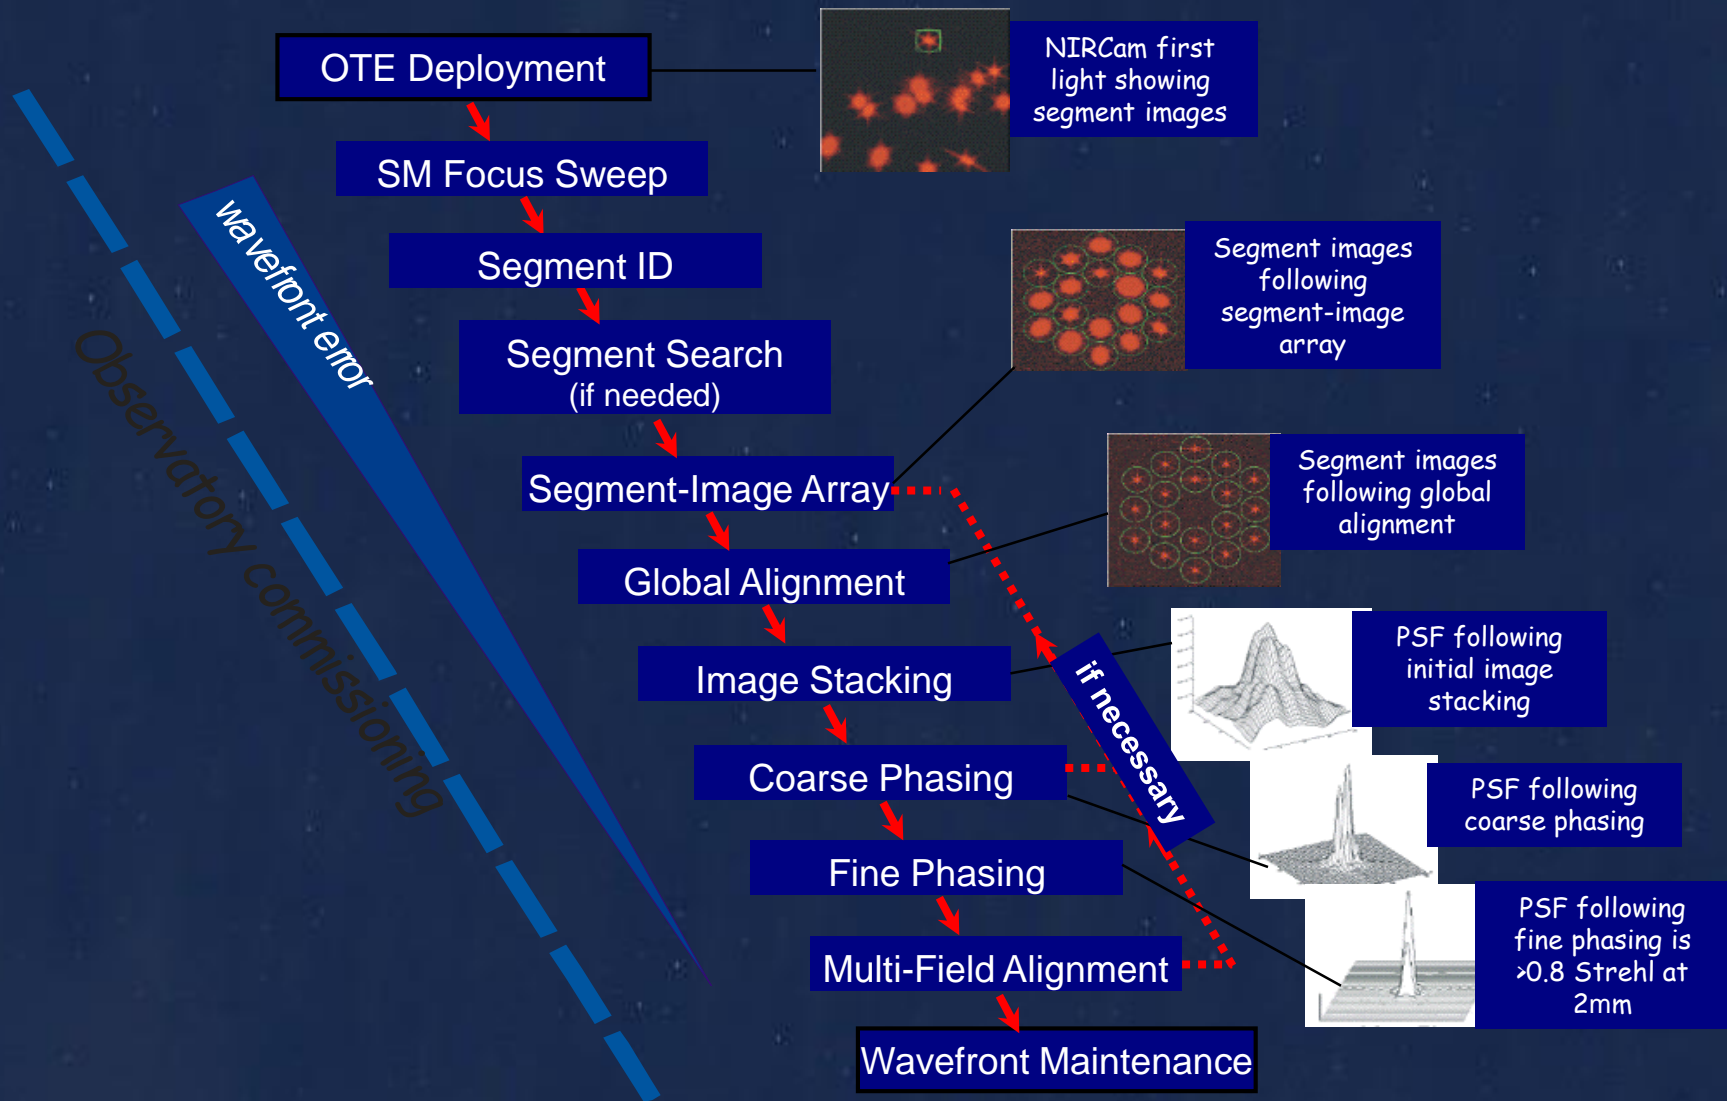 OTE Deployment
NIRCam first
light showing
segment images
SM Focus Sweep
wavefront error
Segment ID
Segment images
following
segment-image
array
Observatory commissioning
Segment Search
(if needed)
Segment-Image Array
Segment images
following global
alignment
Global Alignment
Image Stacking
if necessary
PSF following
initial image
stacking
Coarse Phasing
PSF following
coarse phasing
Fine Phasing
PSF following
fine phasing is
>0.8 Strehl at
2mm
Multi-Field Alignment
Wavefront Maintenance